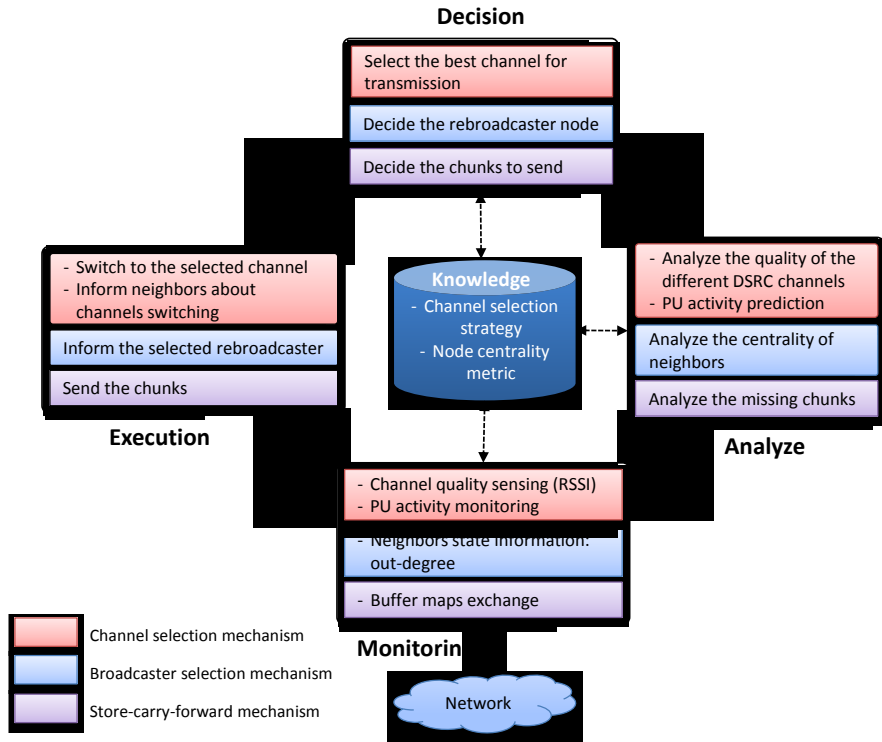 Decision
Select the best channel for
transmission
Decide the rebroadcaster node
Decide the chunks to send
- Switch to the selected channel
- Inform neighbors about
channels switching
Inform the selected rebroadcaster
Send the chunks
Execution
Knowledge
- Channel selection
strategy
- Node centrality
metric
- Analyze the quality of the
different DSRC channels
- PU activity prediction
Analyze the centrality of
neighbors
Analyze the missing chunks
Analyze
- Channel quality sensing (RSSI)
- PU activity monitoring
- Neighbors state information:
out-degree
- Buffer maps exchange
Monitorin
Network
Channel selection mechanism
Broadcaster selection mechanism
Store-carry-forward mechanism